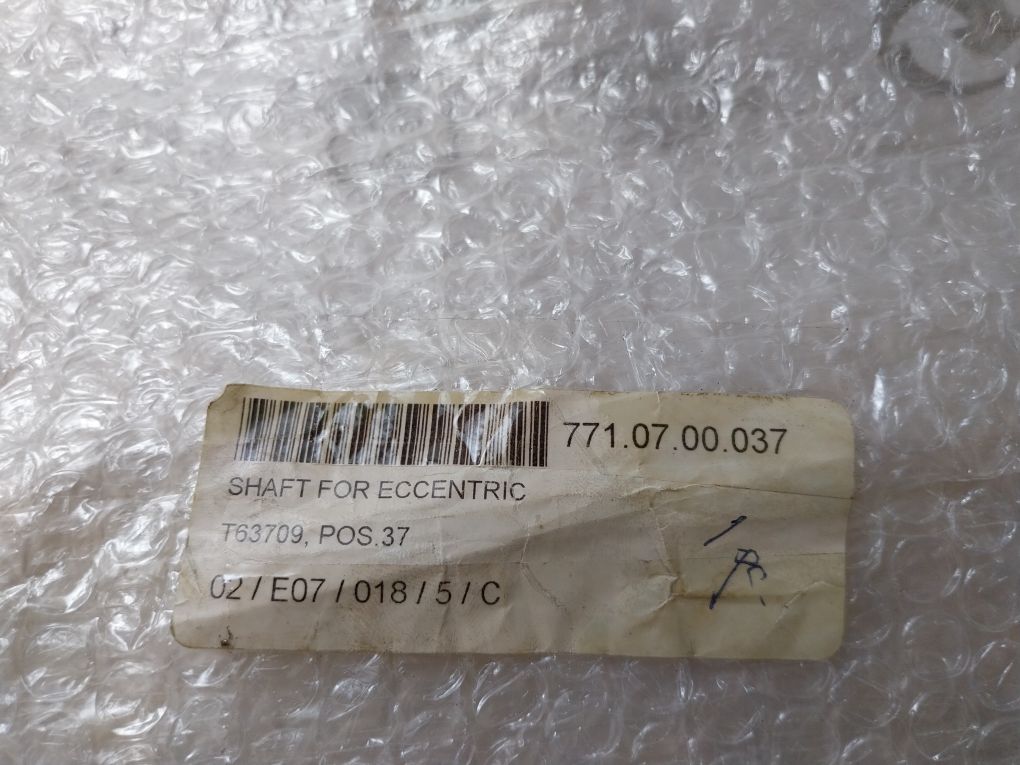 771.07.00.037
SHAFT FOR ECCENTRIC
T63709, POS.37
02 / E07 / 018 / 5 / C